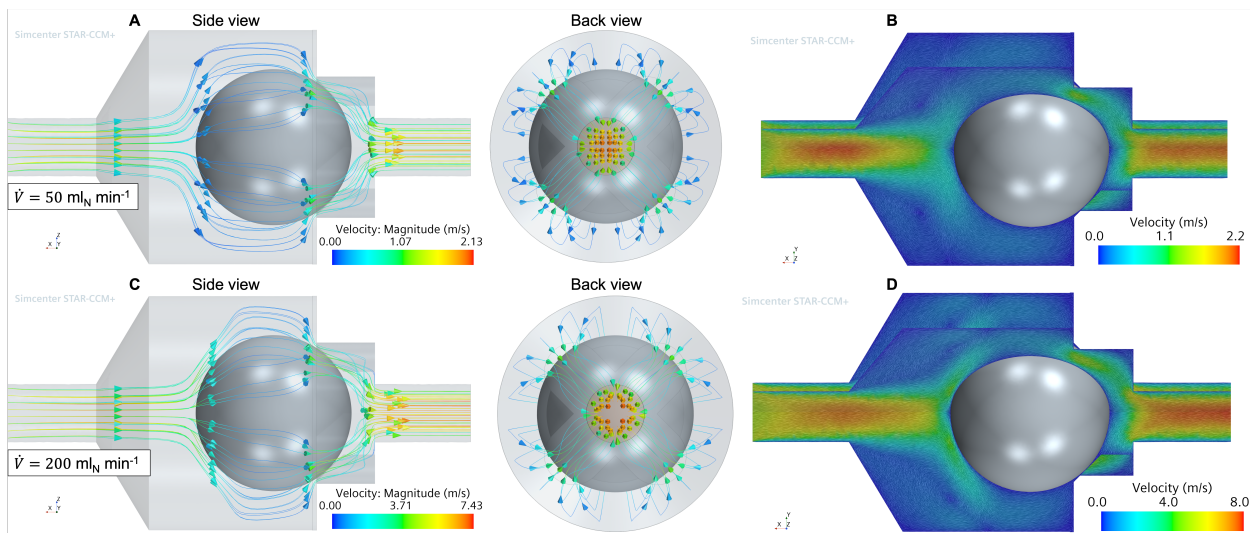 A
Side view
Back view
B
Simcenter STAR-CCM+
Simcenter STAR-CCM+
V̇ = 50 mlN min-1
Velocity: Magnitude (m/s)
0.00 1.07 2.13
Velocity (m/s)
0.0 1.1 2.2
Z
X Y
Y
X Z
C
Side view
Back view
D
Simcenter STAR-CCM+
Simcenter STAR-CCM+
V̇ = 200 mlN min-1
Velocity: Magnitude (m/s)
0.00 3.71 7.43
Velocity (m/s)
0.0 4.0 8.0
Z
X Y
Y
X Z